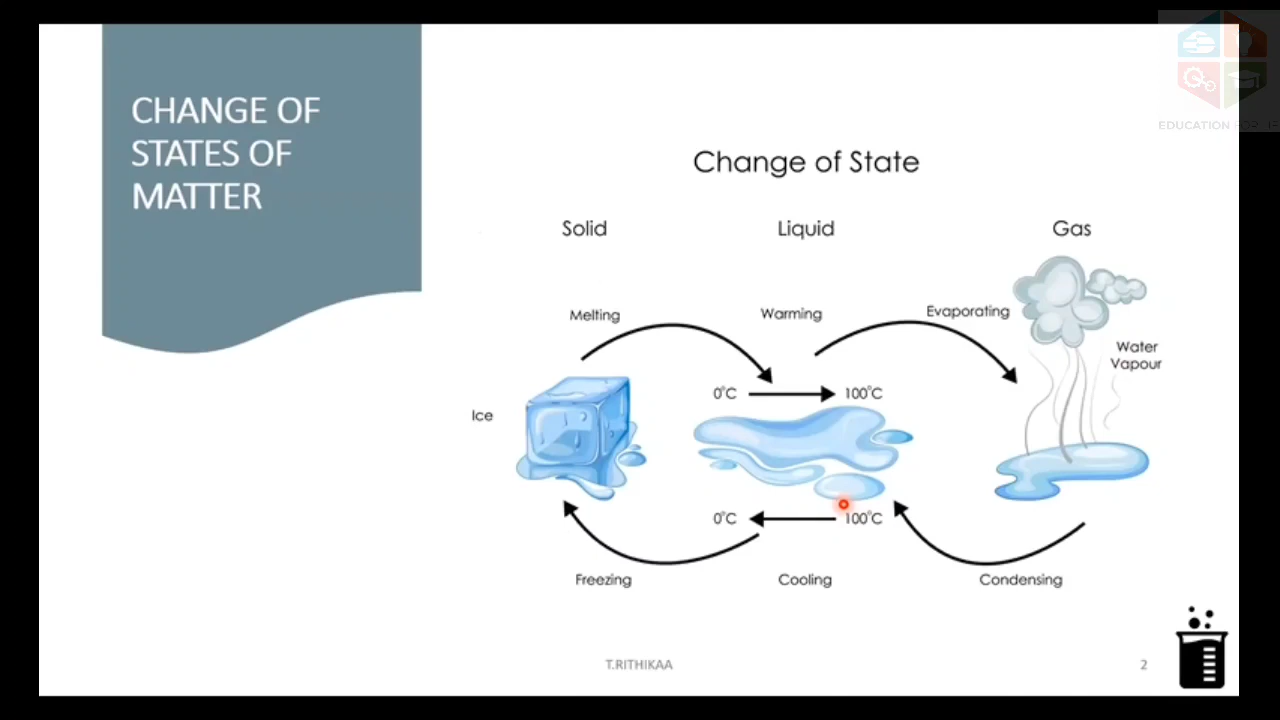 CHANGE OF
STATES OF
MATTER
EDUCATION
Change of State
Solid Liquid Gas
Melting Warming Evaporating
Water
Vapour
0°C 100°C
Ice
0°C 100°C
Freezing Cooling Condensing
T.RITHIKAA 2